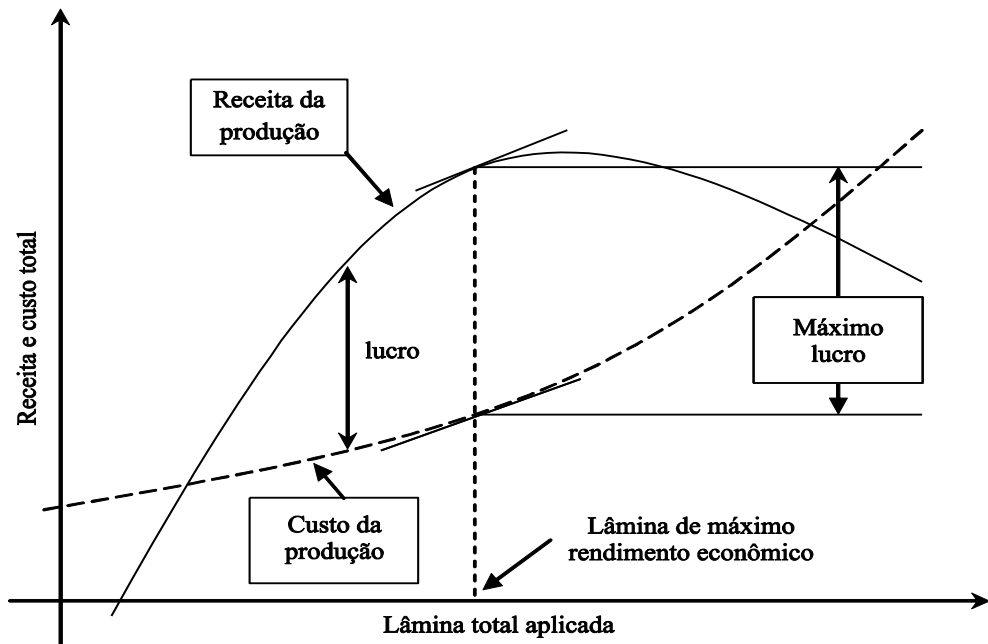 Receita da
produção
Receita e custo total
lucro
Máximo
lucro
Custo da
produção
Lâmina de máximo
rendimento econômico
Lâmina total aplicada